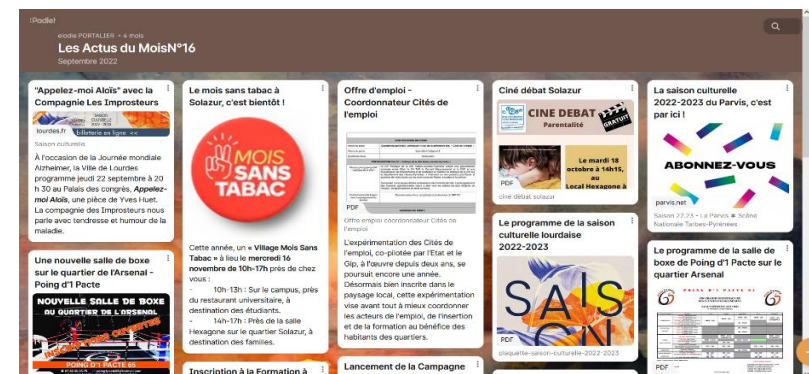 :Padlet
elodie PORTALIER • 4 mois
Les Actus du MoisN°16
Septembre 2022
"Appelez-moi Aloïs" avec la
Compagnie Les Improsteurs
lourdes.fr
billetterie en ligne <<
Saison culturelle
À l'occasion de la Journée mondiale
Alzheimer, la Ville de Lourdes
programme jeudi 22 septembre à 20
h 30 au Palais des congrès, Appelez-
moi Aloïs, une pièce de Yves Huet.
La compagnie des Improsteurs nous
parle avec tendresse et humour de la
maladie.
Une nouvelle salle de boxe
sur le quartier de l'Arsenal -
Poing d'1 Pacte
NOUVELLE SALLE DE BOXE
AU QUARTIER DE L'ARSENAL
INSCRIPTIONS OUVERTES
POING D'1 PACTE 65
Le mois sans tabac à
Solazur, c'est bientôt !
MOIS
SANS
TABAC
Cette année, un « Village Mois Sans
Tabac » à lieu le mercredi 16
novembre de 10h-17h près de chez
vous :
- 10h-13h : Sur le campus, près
du restaurant universitaire, à
destination des étudiants.
- 14h-17h : Près de la salle
Hexagone sur le quartier Solazur, à
destination des familles.
Inscription à la Formation à
Offre d'emploi -
Coordonnateur Cités de
l'emploi
PDF
Offre emploi coordonnateur Cités de
l'emploi
L'expérimentation des Cités de
l'emploi, co-pilotée par l'Etat et le
Gip, à l'œuvre depuis deux ans, se
poursuit encore une année.
Désormais bien inscrite dans le
paysage local, cette expérimentation
vise avant tout à mieux coordonner
les acteurs de l'emploi, de l'insertion
et de la formation au bénéfice des
habitants des quartiers.
Lancement de la Campagne
Ciné débat Solazur
CINE DEBAT
Parentalité
GRATUIT
Le mardi 18
octobre à 14h15,
au
Local Hexagone à
PDF
ciné débat solazur
Le programme de la saison
culturelle lourdaise
2022-2023
SAIS
ON
PDF
plaquette-saison-culturelle-2022-2023
La saison culturelle
2022-2023 du Parvis, c'est
par ici !
ABONNEZ-VOUS
parvis.net
Saison 22.23 - Le Parvis * Scène
Nationale Tarbes-Pyrénées
Le programme de la salle de
boxe de Poing d'1 Pacte sur le
quartier Arsenal
PDF